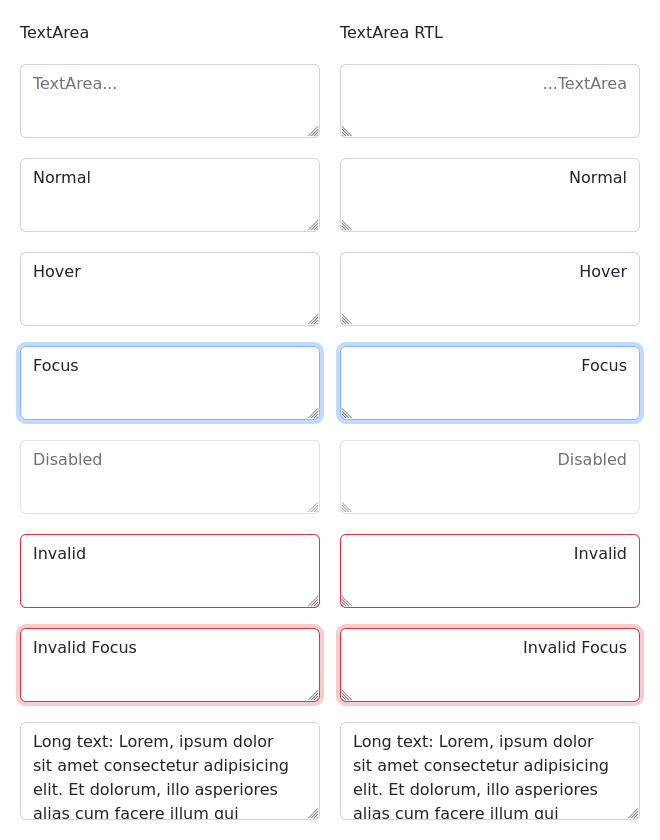 TextArea
TextArea RTL
TextArea...
...TextArea
Normal
Normal
Hover
Hover
Focus
Focus
Disabled
Disabled
Invalid
Invalid
Invalid Focus
Invalid Focus
Long text: Lorem, ipsum dolor
sit amet consectetur adipisicing
elit. Et dolorum, illo asperiores
alias cum facere illum qui
Long text: Lorem, ipsum dolor
sit amet consectetur adipisicing
elit. Et dolorum, illo asperiores
alias cum facere illum qui